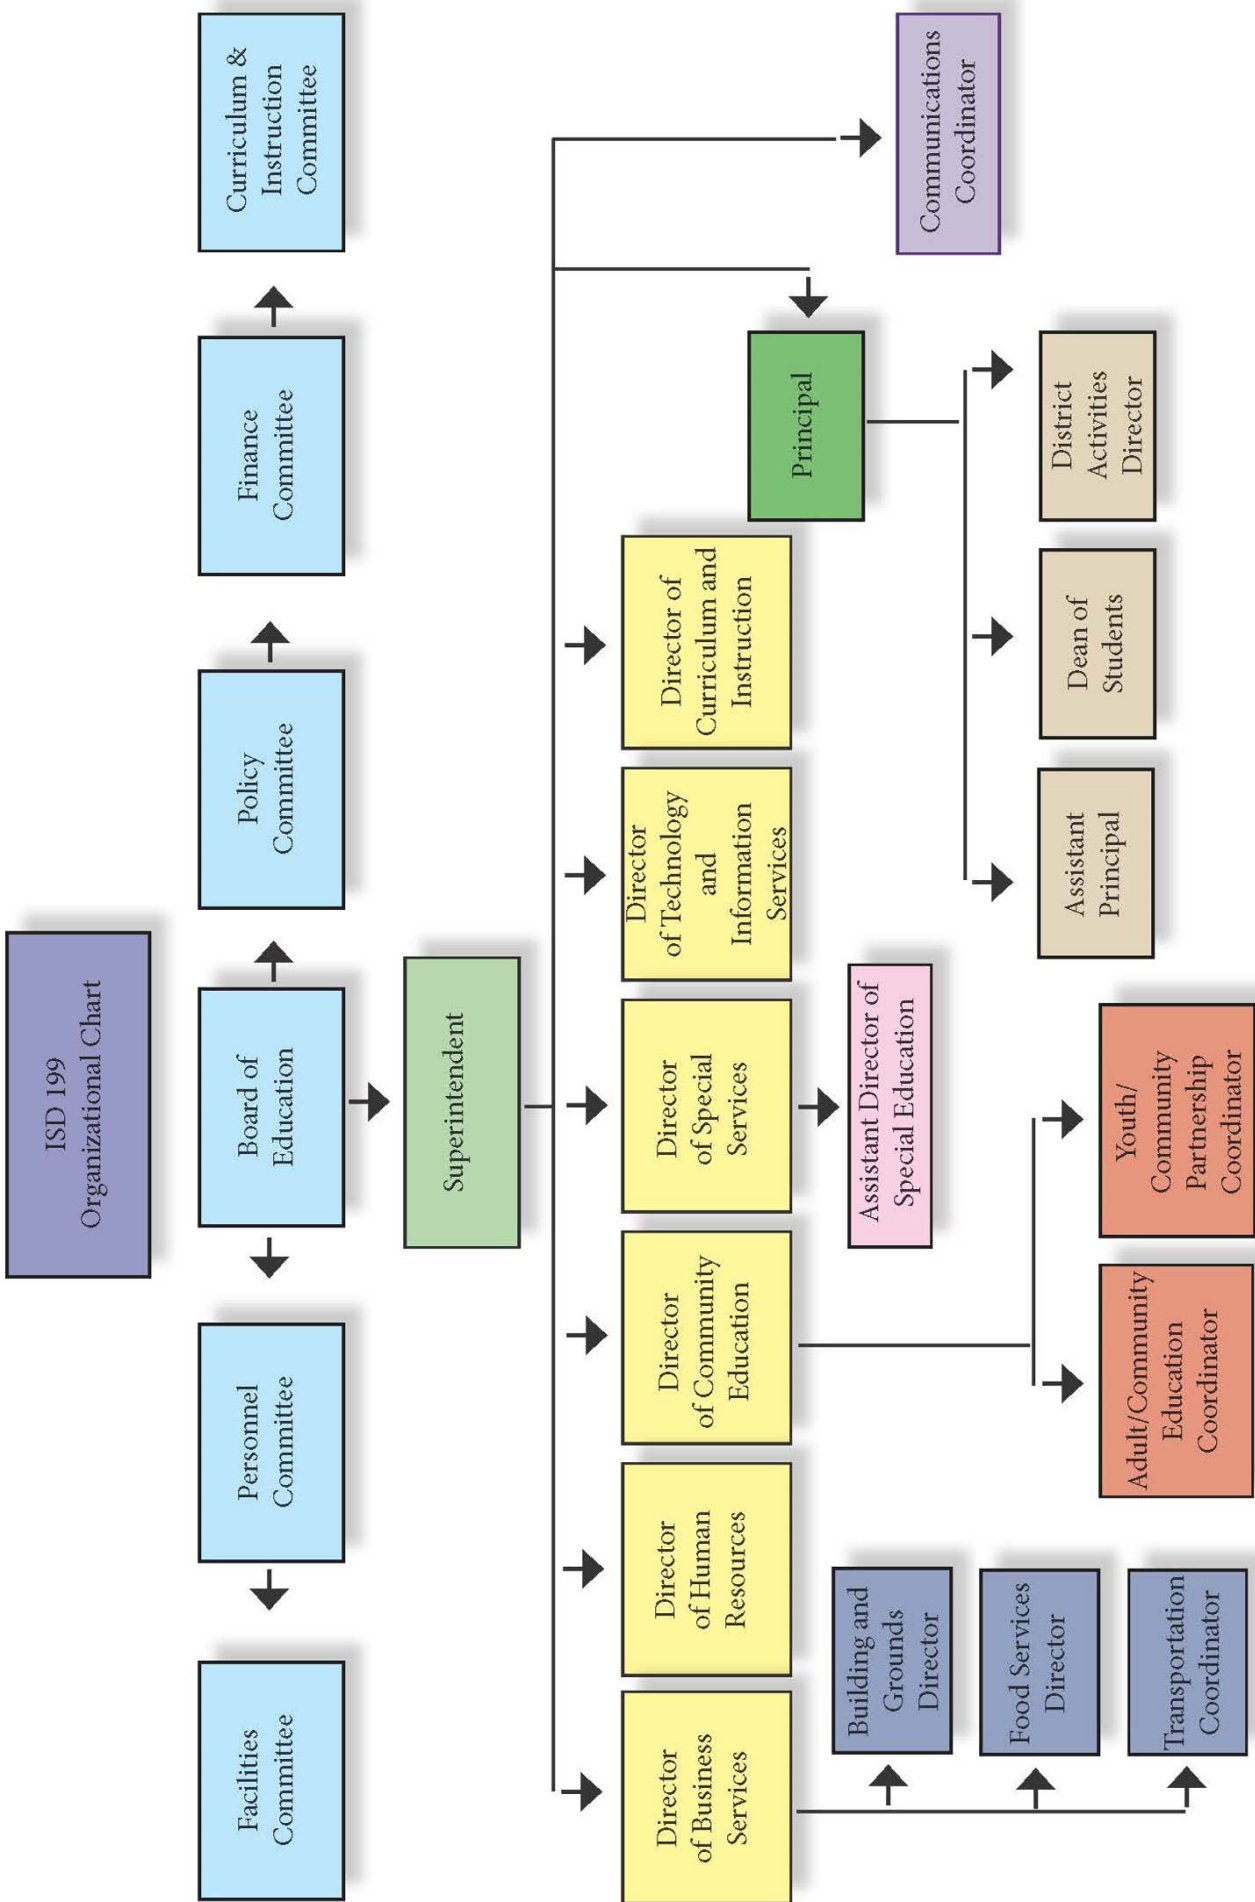 ISD 199
Organizational Chart
Facilities
Committee
Personnel
Committee
Board of
Education
Policy
Committee
Finance
Committee
Curriculum &
Instruction
Committee
Superintendent
Director
of Business
Services
Director
of Human
Resources
Director
of Community
Education
Director
of Special
Services
Director
of Technology
and
Information
Services
Director of
Curriculum and
Instruction
Principal
Communications
Coordinator
Building and
Grounds
Director
Food Services
Director
Transportation
Coordinator
Adult/Community
Education
Coordinator
Youth/
Community
Partnership
Coordinator
Assistant Director of
Special Education
Assistant
Principal
Dean of
Students
District
Activities
Director